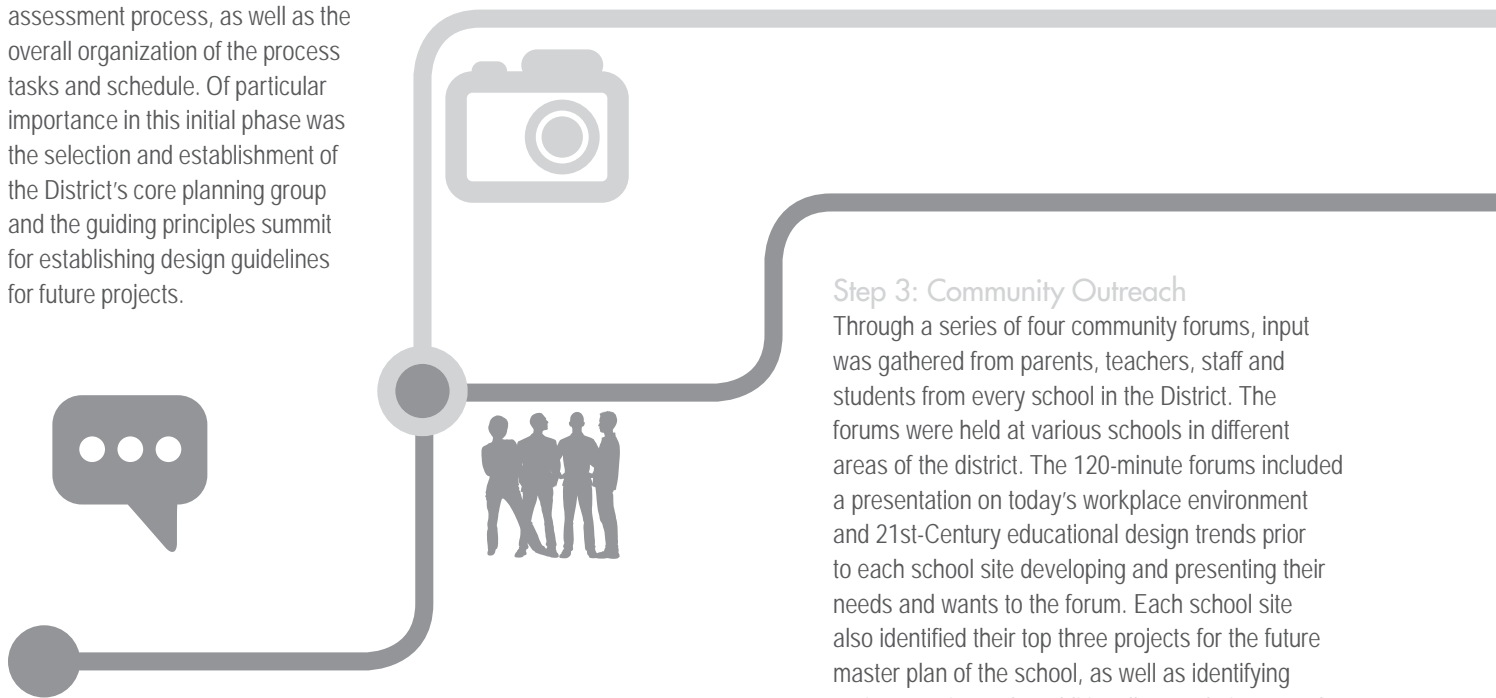 assessment process, as well as the
overall organization of the process
tasks and schedule. Of particular
importance in this initial phase was
the selection and establishment of
the District's core planning group
and the guiding principles summit
for establishing design guidelines
for future projects.
Step 3: Community Outreach
Through a series of four community forums, input
was gathered from parents, teachers, staff and
students from every school in the District. The
forums were held at various schools in different
areas of the district. The 120-minute forums included
a presentation on today's workplace environment
and 21st-Century educational design trends prior
to each school site developing and presenting their
needs and wants to the forum. Each school site
also identified their top three projects for the future
master plan of the school, as well as identifying